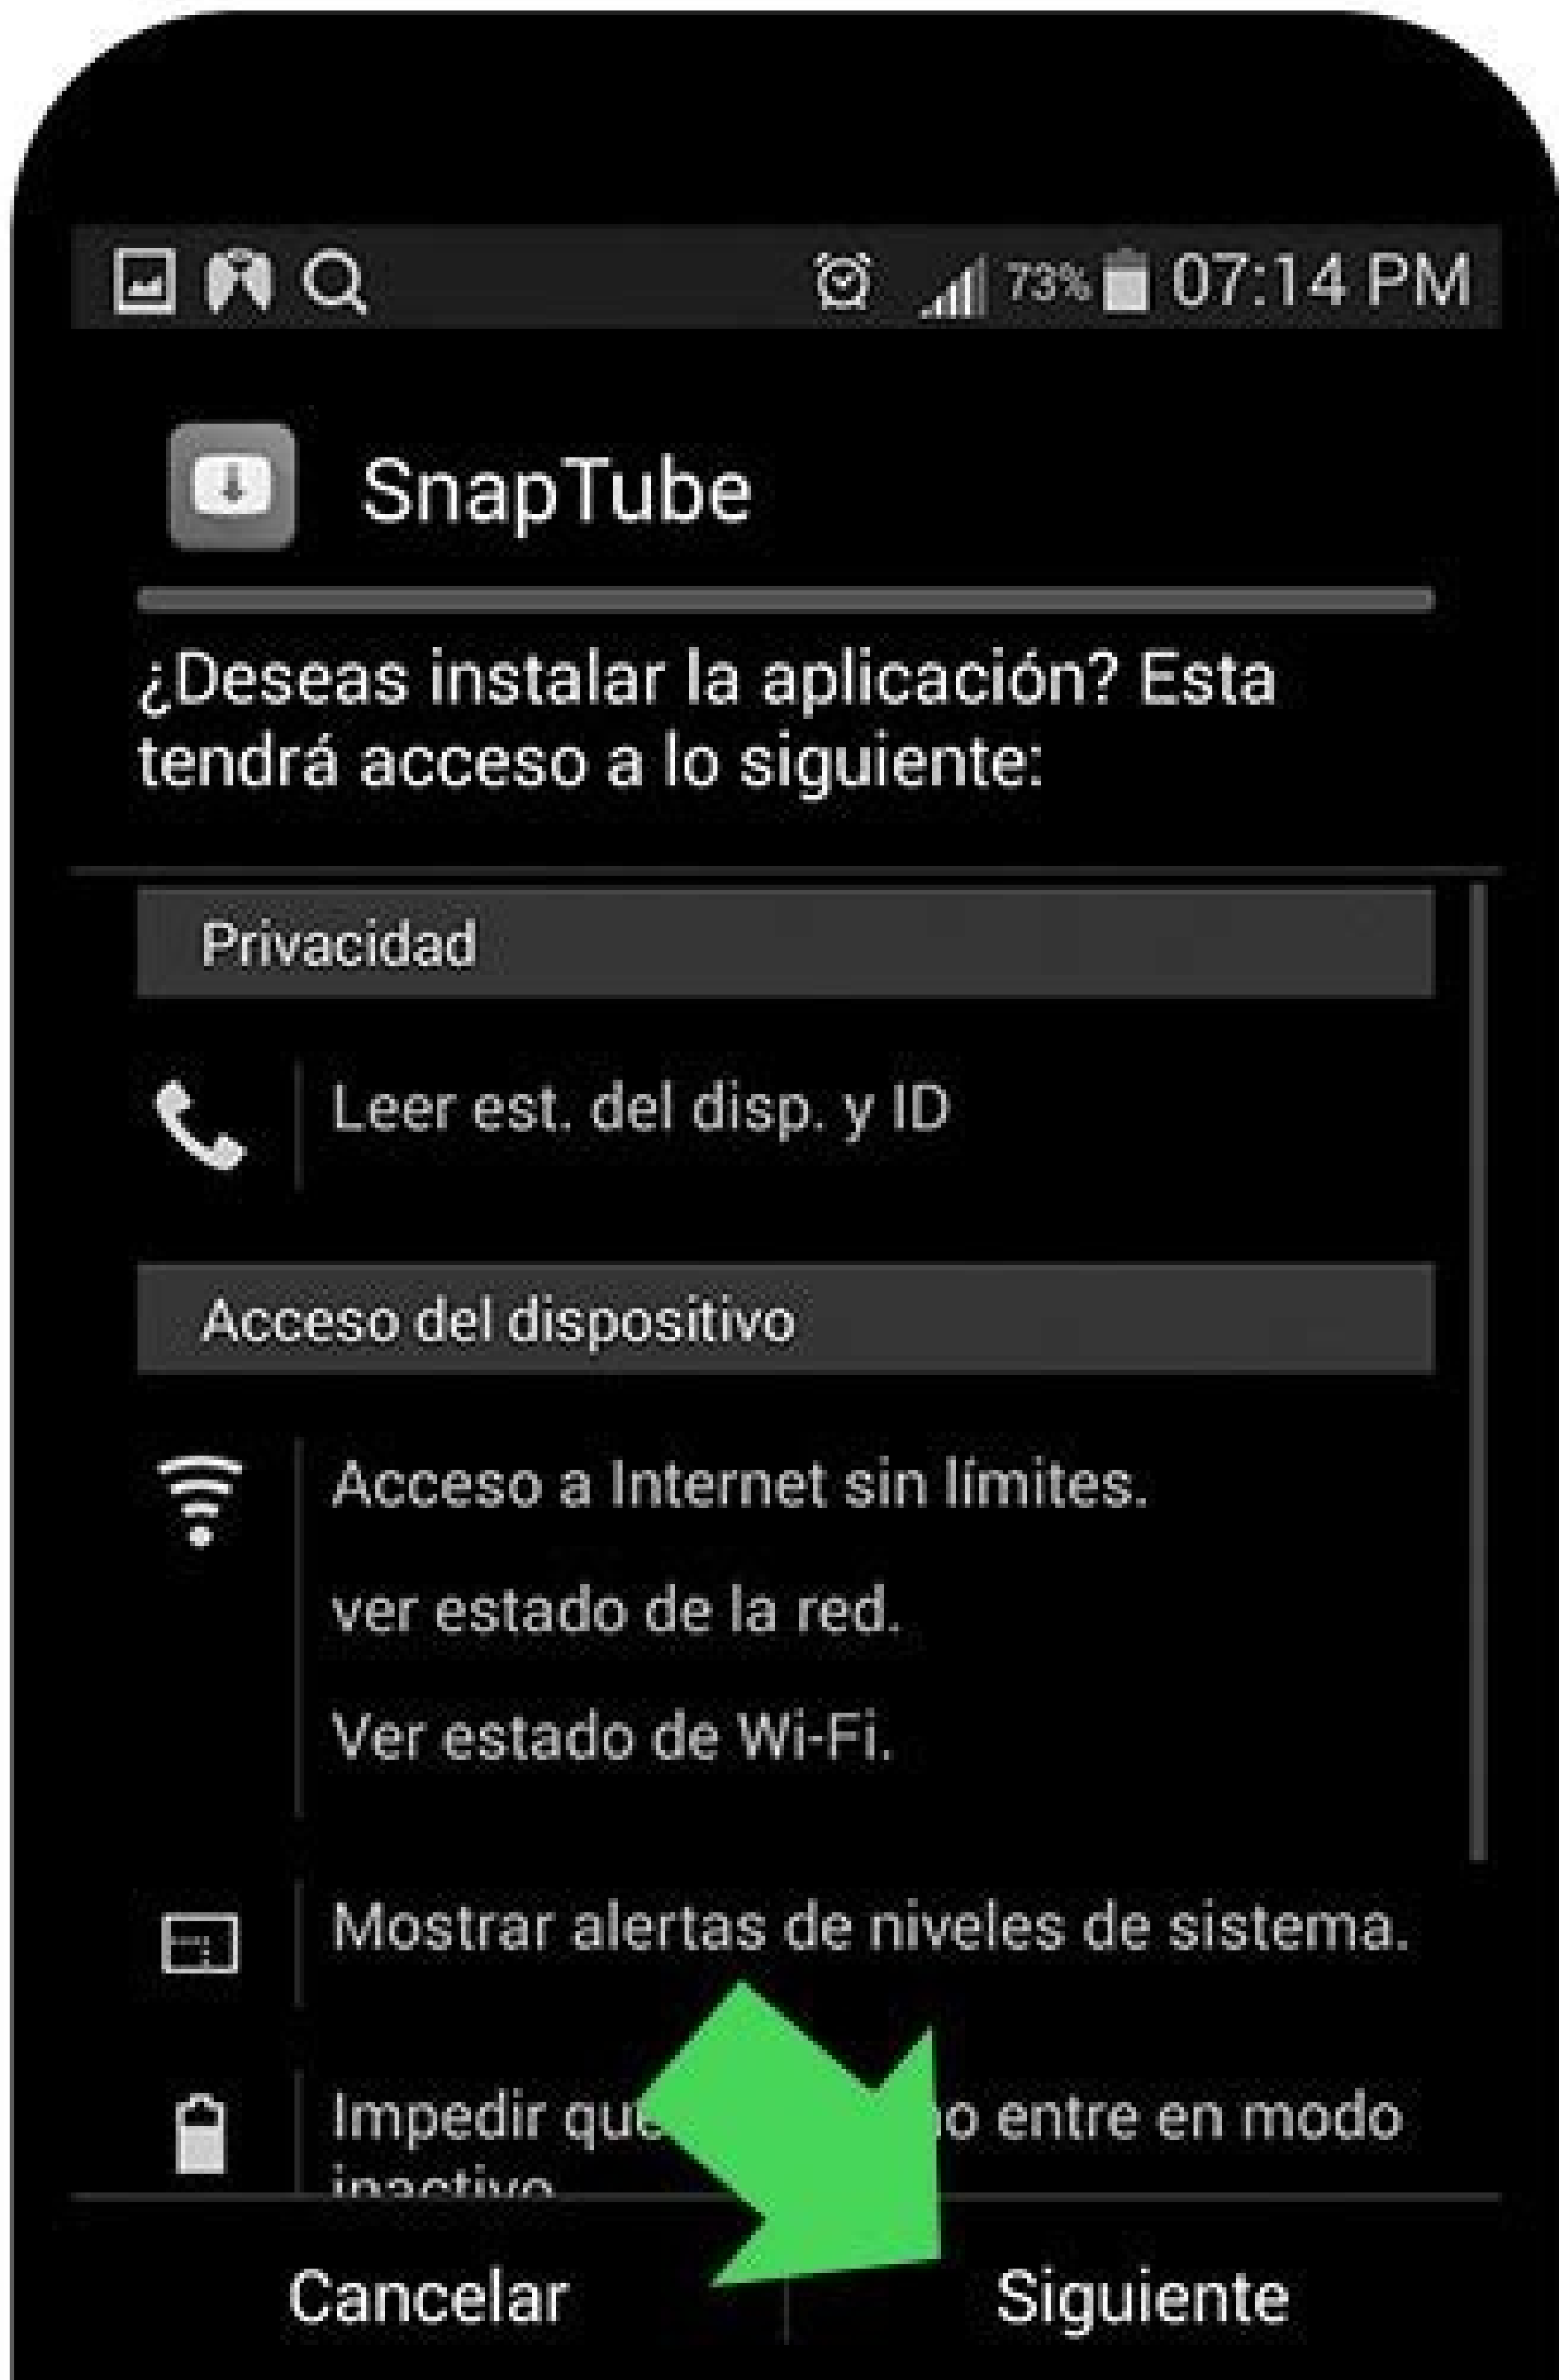 73% 07:14 PM
SnapTube
¿Deseas instalar la aplicación? Esta
tendrá acceso a lo siguiente:
Privacidad
Leer est. del disp. y ID
Acceso del dispositivo
Acceso a Internet sin límites.
ver estado de la red.
Ver estado de Wi-Fi.
Mostrar alertas de niveles de sistema.
Impedir que entre en modo
inactivo
Cancelar Siguiente